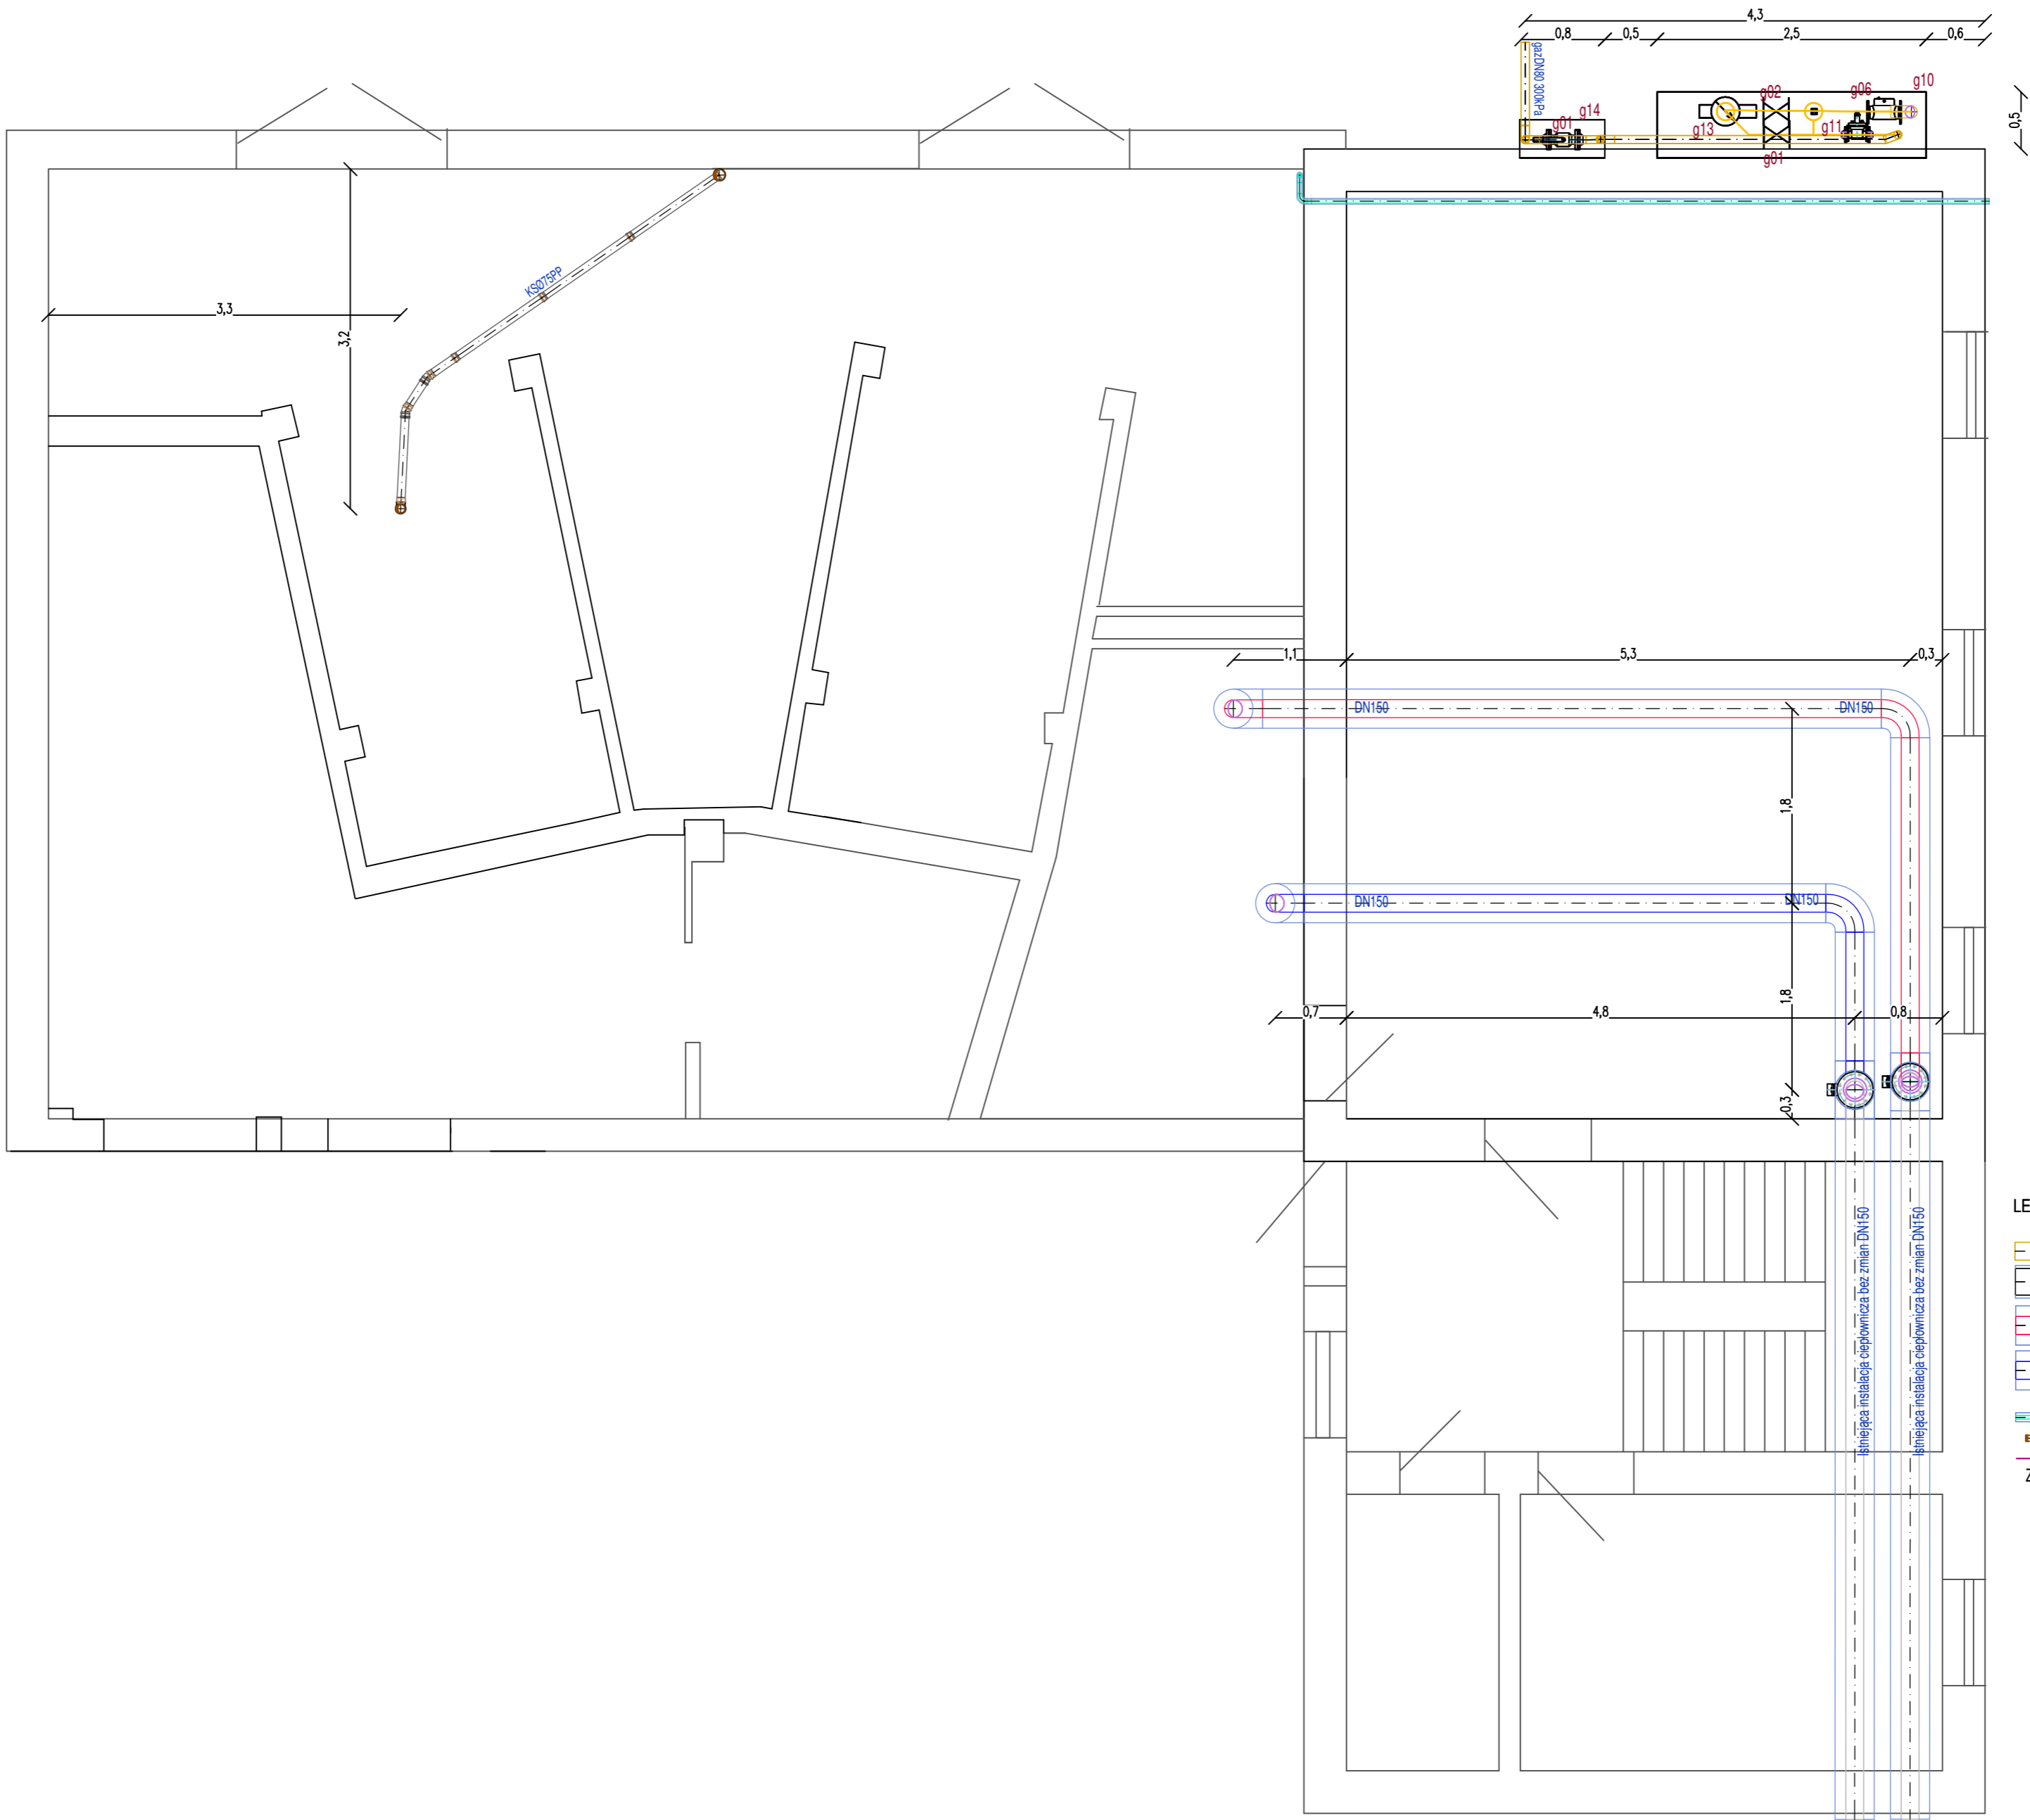 4,3
0,8
0,5
2,5
0,6
gazDN80 300kPa
g02
g06
g10
g14
g01
g13
g11
g01
0,5
KSØ75PP
3,3
3,2
1,1
5,3
0,3
DN150
DN150
1,8
DN150
DN150
1,8
0,7
4,8
0,8
0,3
Istniejąca instalacja ciepłownicza bez zmian DN150
Istniejąca instalacja ciepłownicza bez zmian DN150
LE
Z